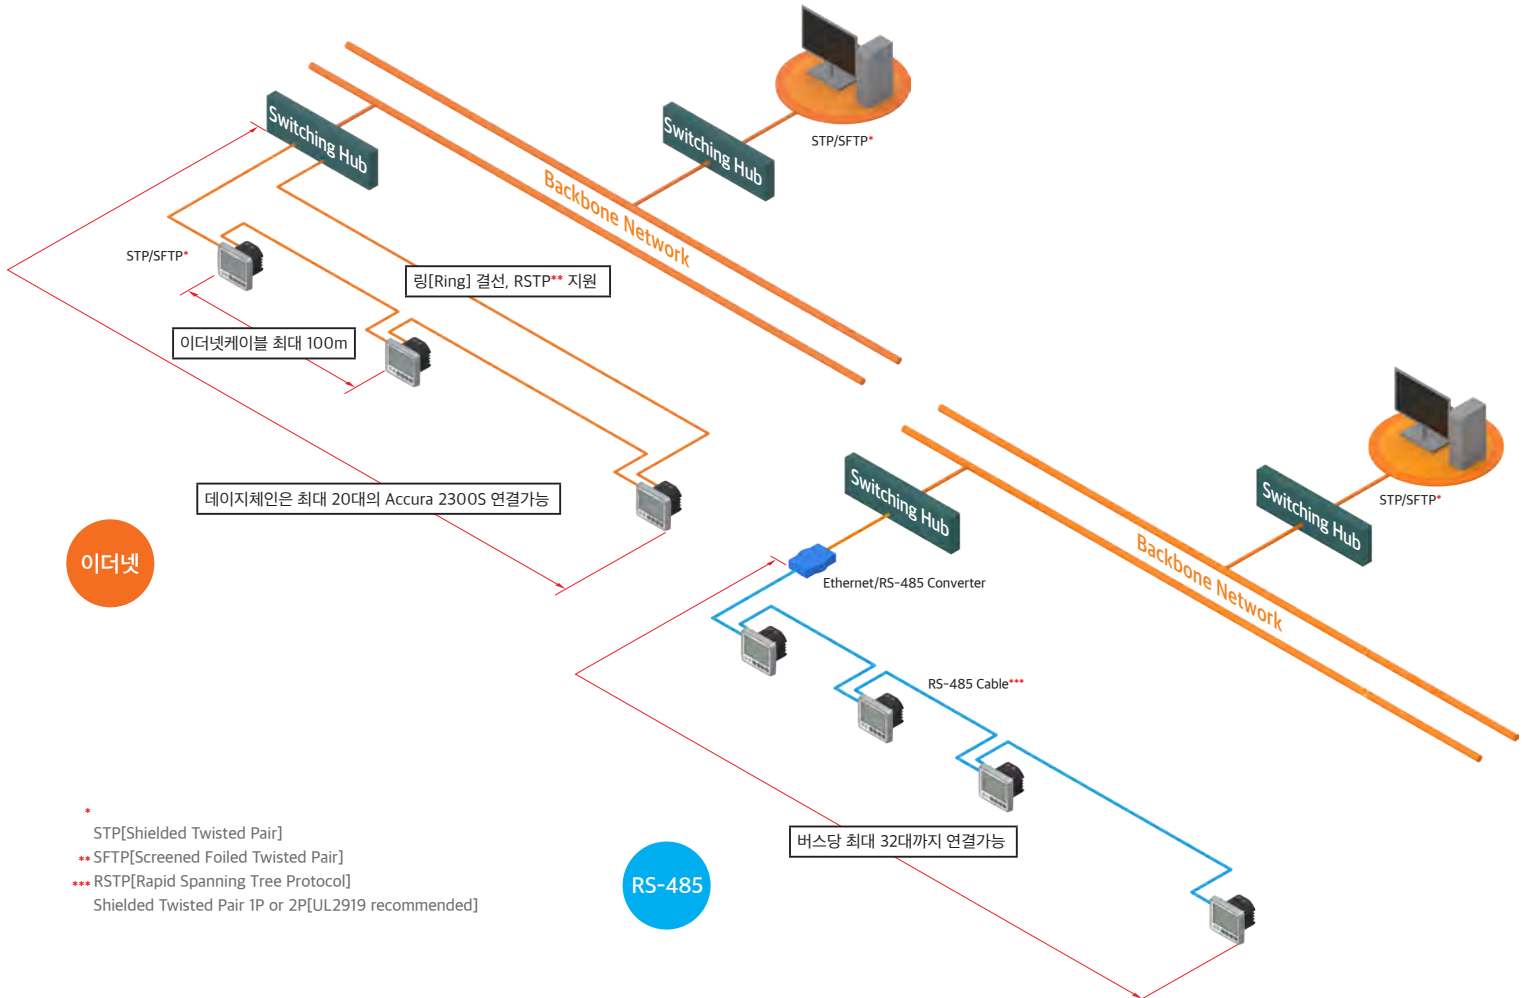 Switching Hub
Switching Hub
STP/SFTP*
Backbone Network
STP/SFTP*
링[Ring] 결선, RSTP** 지원
이더넷케이블 최대 100m
데이지체인은 최대 20대의 Accura 2300S 연결가능
이더넷
Switching Hub
Switching Hub
STP/SFTP*
Backbone Network
Ethernet/RS-485 Converter
RS-485 Cable***
버스당 최대 32대까지 연결가능
RS-485
*
STP[Shielded Twisted Pair]
** SFTP[Screened Foiled Twisted Pair]
*** RSTP[Rapid Spanning Tree Protocol]
Shielded Twisted Pair 1P or 2P[UL2919 recommended]